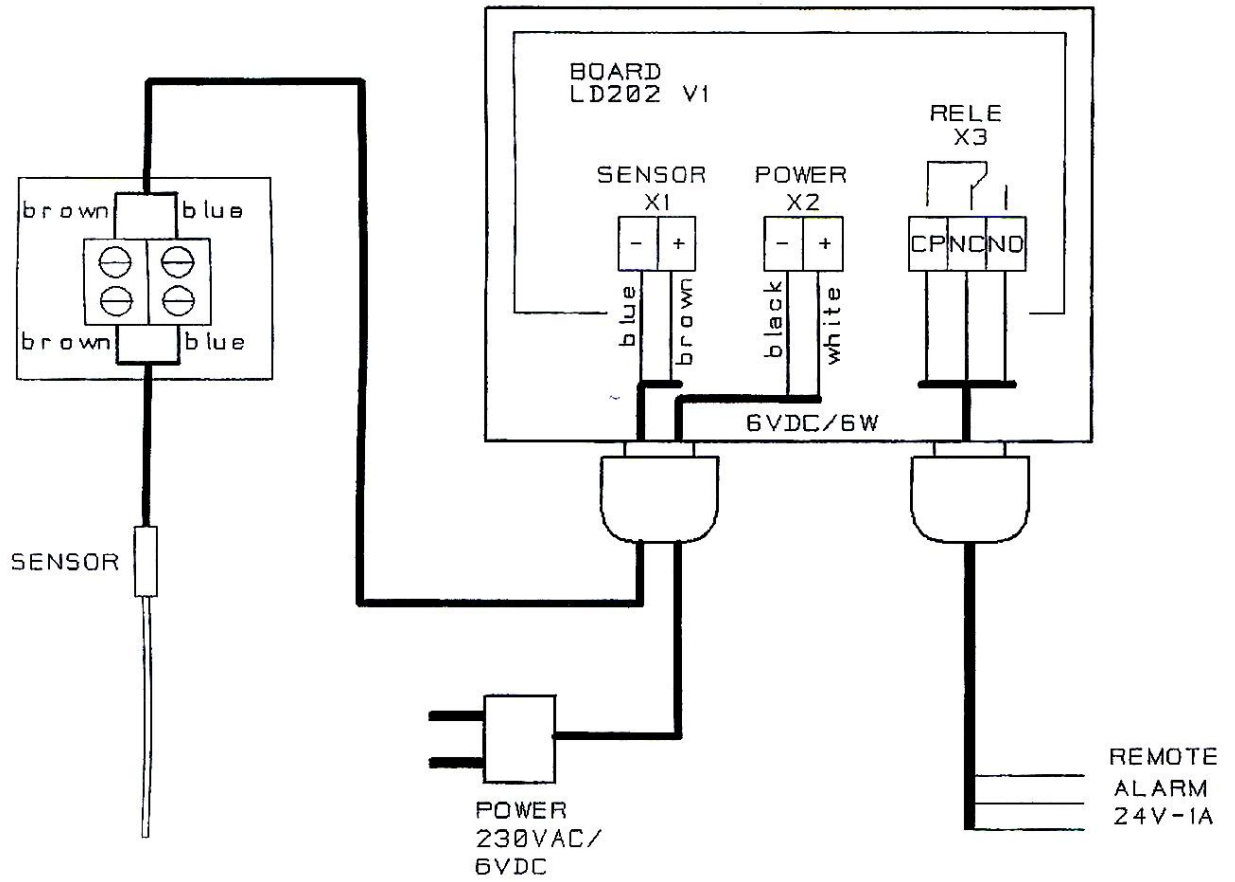 BOARD
LD202 V1
RELE
X3
SENSOR
X1
POWER
X2
- +
- +
CP NC NO
brown blue
brown blue
blue
brown
black
white
6VDC/6W
SENSOR
POWER
230VAC/
6VDC
REMOTE
ALARM
24V-1A